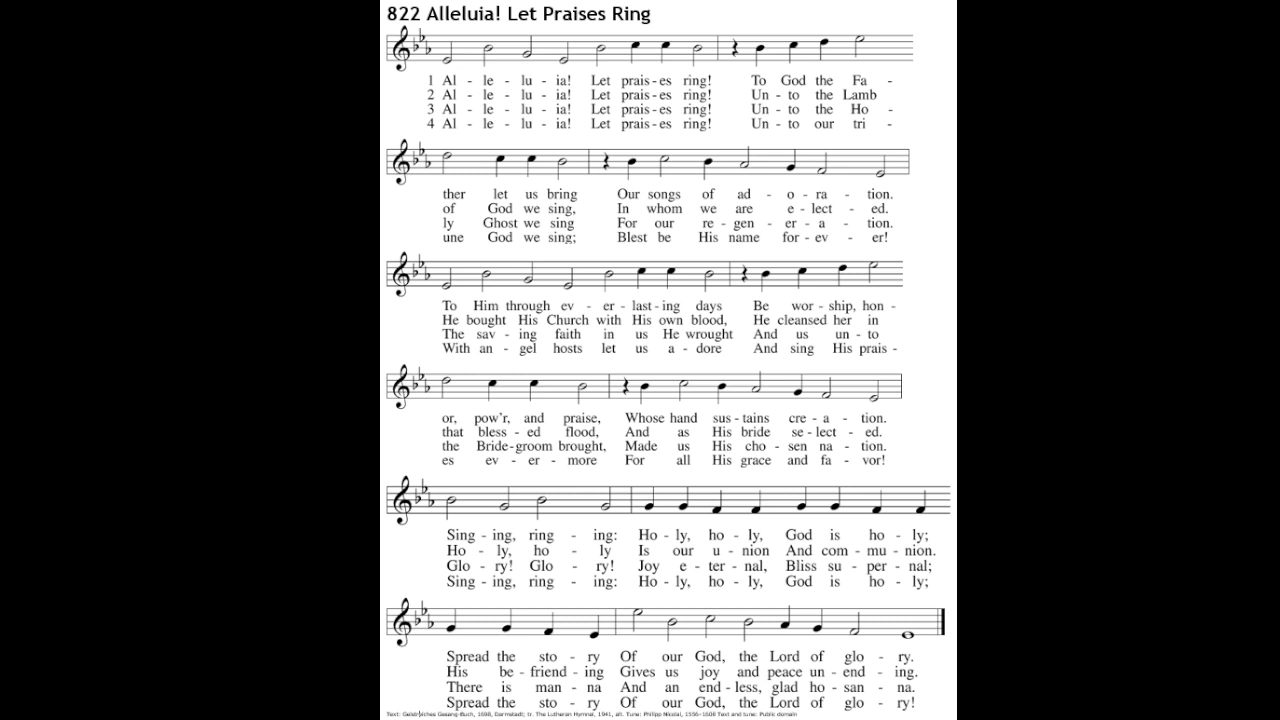 822 Alleluia! Let Praises Ring
1 Al - le - lu - ia! Let prais - es ring! To God the Fa -
2 Al - le - lu - ia! Let prais - es ring! Un - to the Lamb
3 Al - le - lu - ia! Let prais - es ring! Un - to the Ho -
4 Al - le - lu - ia! Let prais - es ring! Un - to our tri -
ther let us bring Our songs of ad - o - ra - tion.
of God we sing, In whom we are e - lect - ed.
ly Ghost we sing For our re - gen - er - a - tion.
une God we sing; Blest be His name for - ev - er!
To Him through ev - er - last - ing days Be wor - ship, hon -
He bought His Church with His own blood, He cleansed her in
The sav - ing faith in us He wrought And us un - to
With an - gel hosts let us a - dore And sing His prais -
or, pow'r, and praise, Whose hand sus - tains cre - a - tion.
that bless - ed flood, And as His bride se - lect - ed.
the Bride - groom brought, Made us His cho - sen na - tion.
es ev - er - more For all His grace and fa - vor!
Sing - ing, ring - ing: Ho - ly, ho - ly, God is ho - ly;
Ho - ly, ho - ly Is our u - nion And com - mu - nion.
Glo - ry! Glo - ry! Joy e - ter - nal, Bliss su - per - nal;
Sing - ing, ring - ing: Ho - ly, ho - ly, God is ho - ly;
Spread the sto - ry Of our God, the Lord of glo - ry.
His be - friend - ing Gives us joy and peace un - end - ing.
There is man - na And an end - less, glad ho - san - na.
Spread the sto - ry Of our God, the Lord of glo - ry!
Text: Geistreiches Gesang-Buch, 1698, Darmstadt; tr. The Lutheran Hymnal, 1941, alt. Tune: Philipp Nicolai, 1556–1608 Text and tune: Public domain